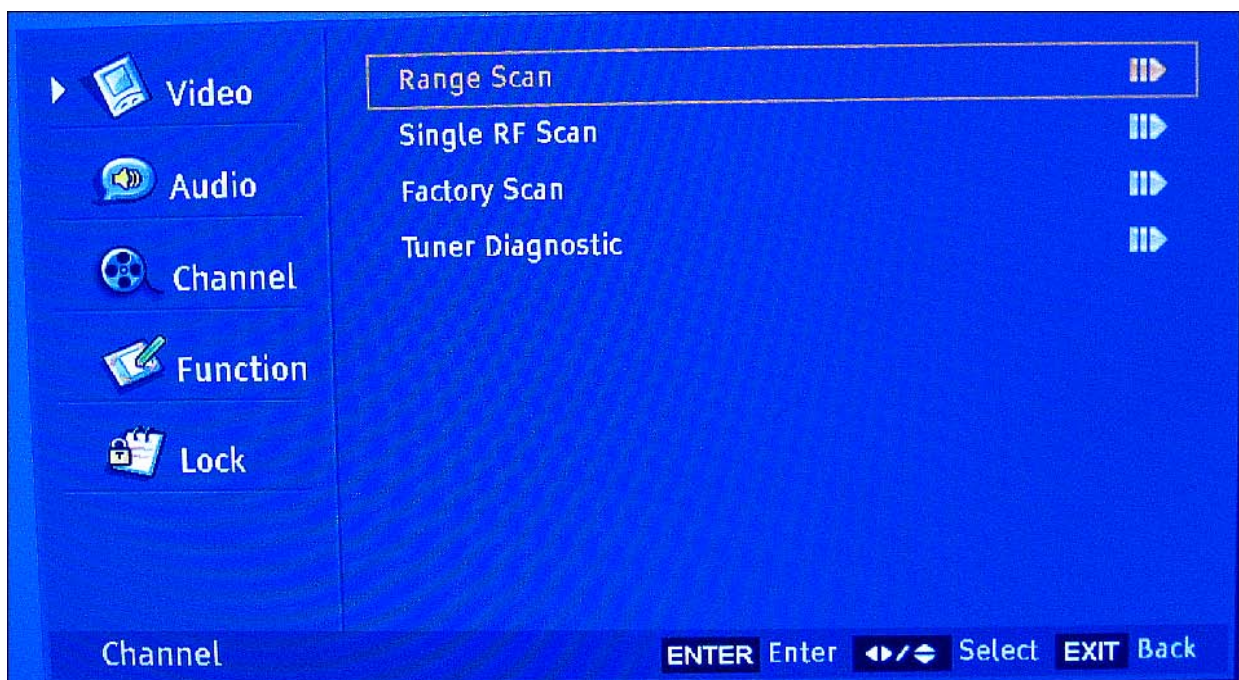 Video
Audio
Channel
Function
Lock
Range Scan
Single RF Scan
Factory Scan
Tuner Diagnostic
Channel
ENTER Enter ◀▶/▲▼ Select EXIT Back